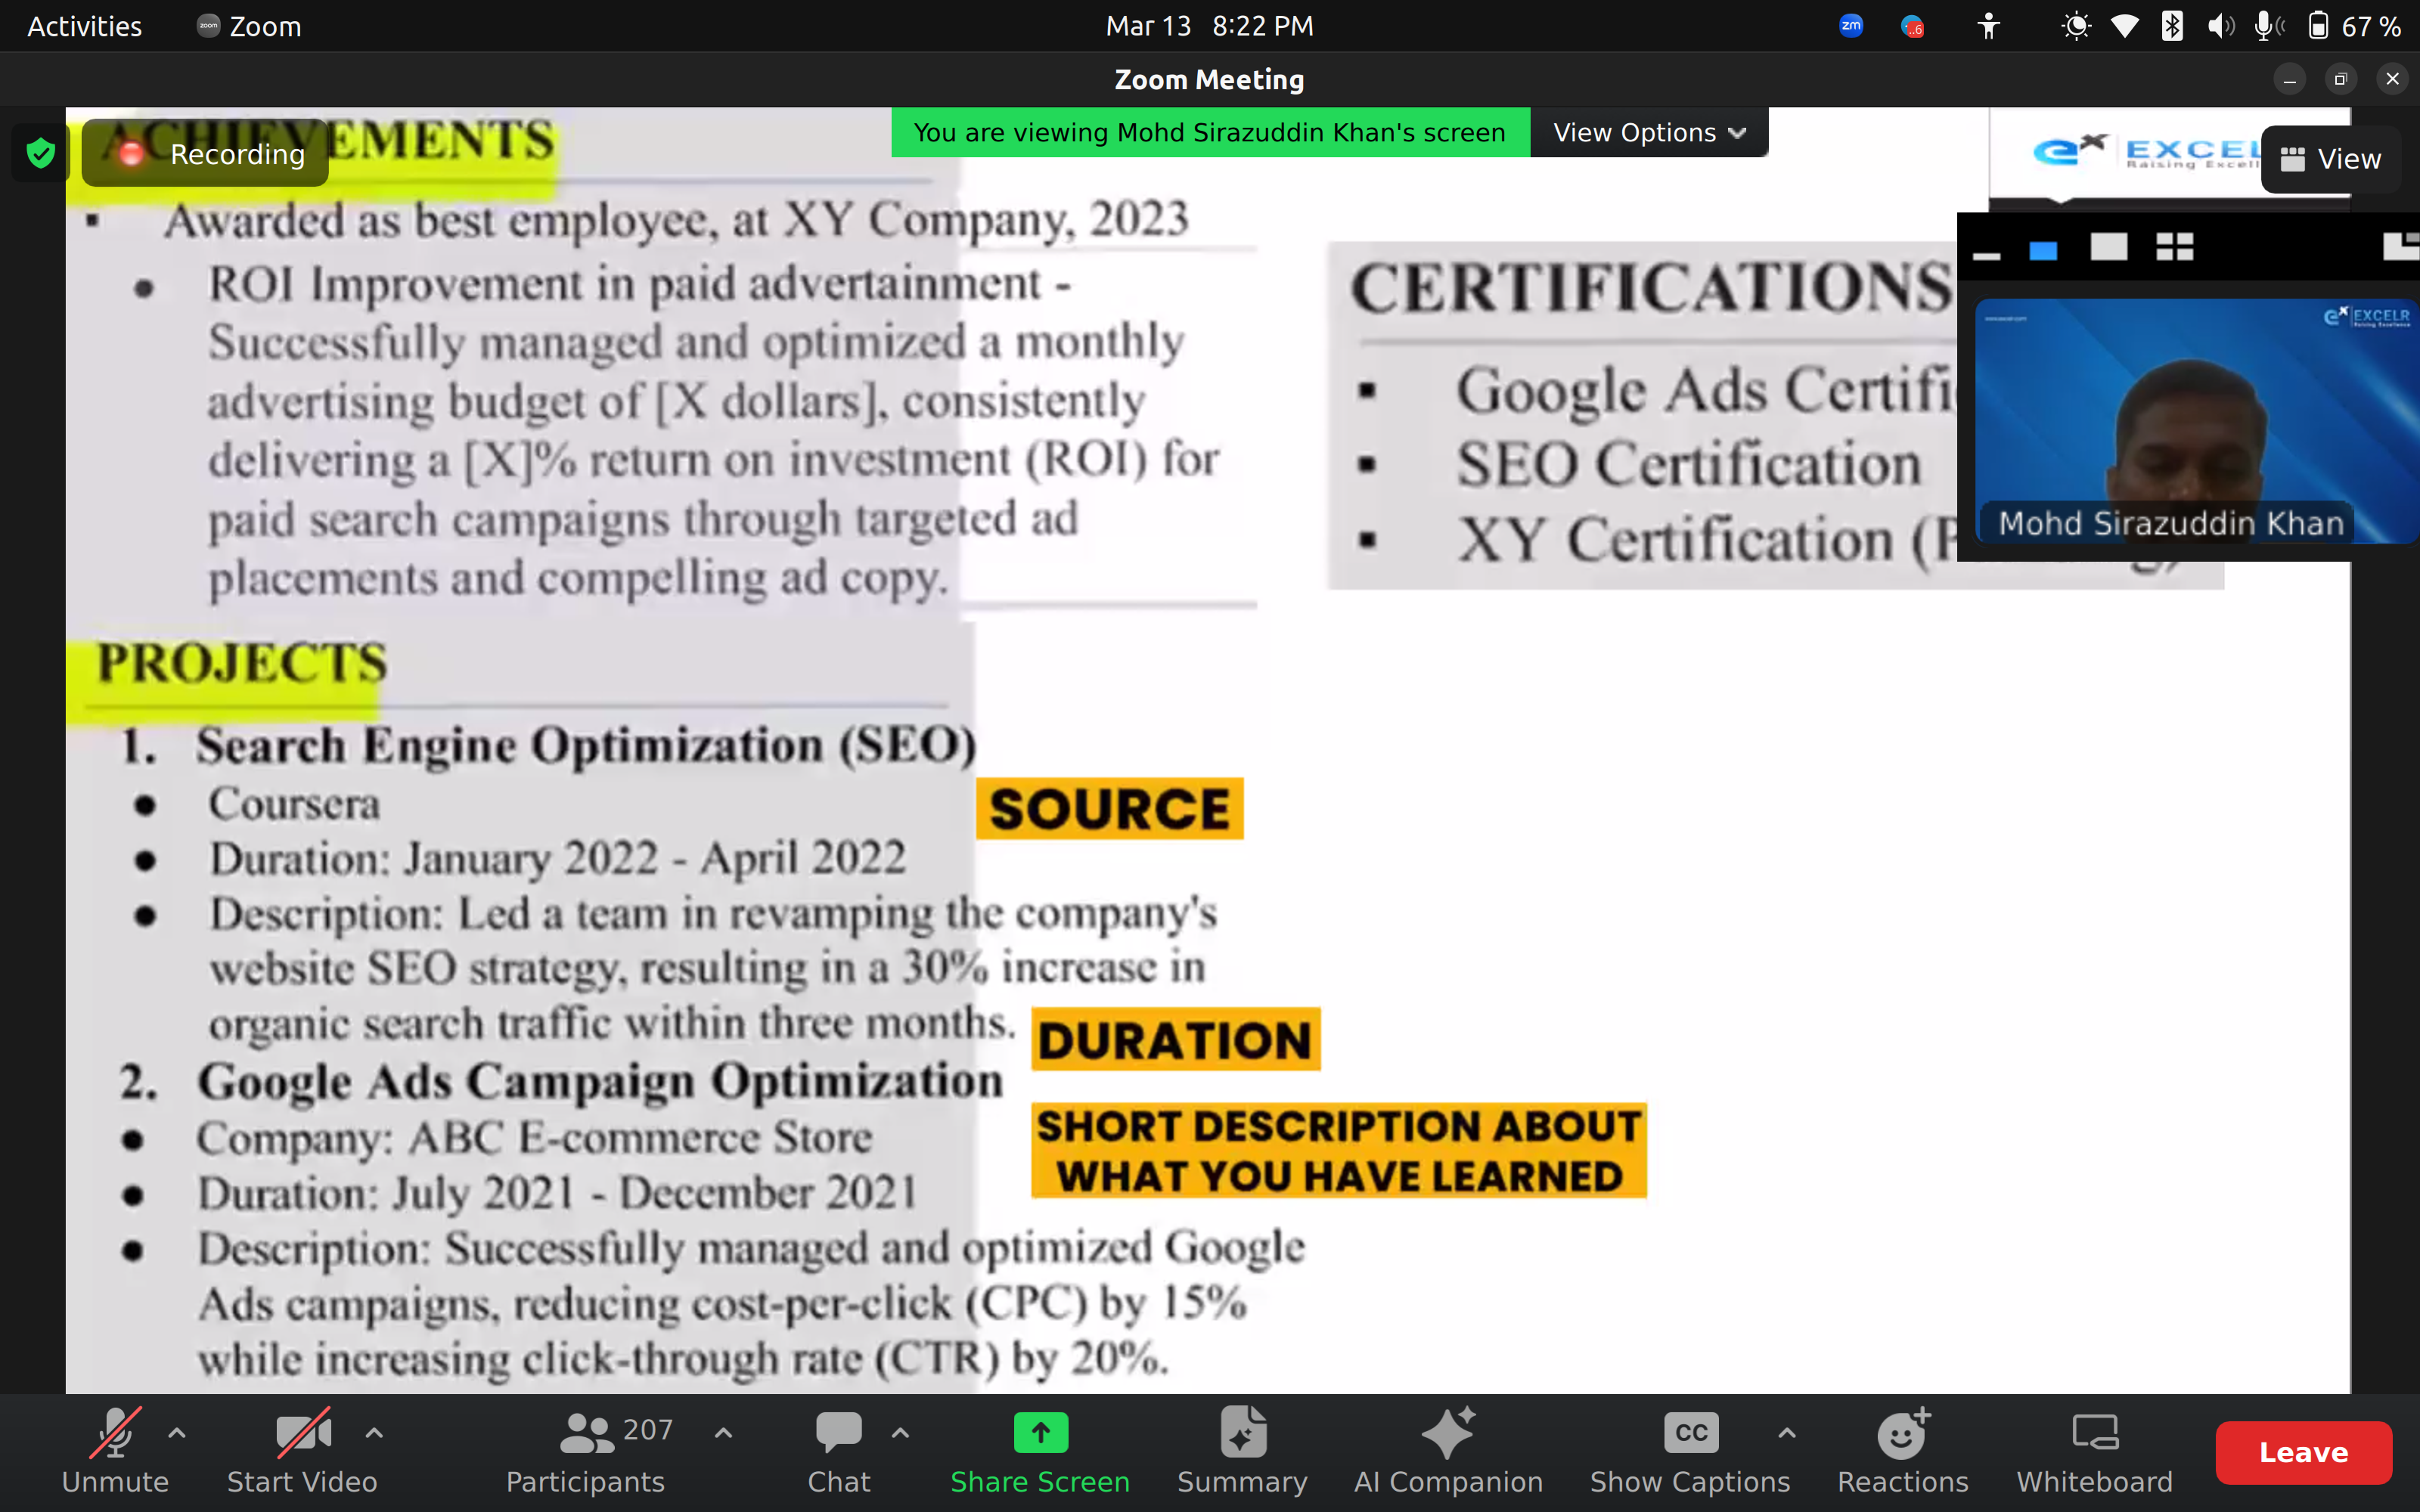 Activities
Zoom
Mar 13 8:22 PM
zm
67 %
Zoom Meeting
ACHIEVEMENTS
Recording
You are viewing Mohd Sirazuddin Khan's screen
View Options
EXCEL
View
Awarded as best employee, at XY Company, 2023
ROI Improvement in paid advertainment -
Successfully managed and optimized a monthly
advertising budget of [X dollars], consistently
delivering a [X]% return on investment (ROI) for
paid search campaigns through targeted ad
placements and compelling ad copy.
CERTIFICATIONS
Google Ads Certifi
SEO Certification
XY Certification (P
EXCELR
Raising Excellence
Mohd Sirazuddin Khan
PROJECTS
1. Search Engine Optimization (SEO)
Coursera
SOURCE
Duration: January 2022 - April 2022
Description: Led a team in revamping the company's
website SEO strategy, resulting in a 30% increase in
organic search traffic within three months.
DURATION
2. Google Ads Campaign Optimization
Company: ABC E-commerce Store
SHORT DESCRIPTION ABOUT
WHAT YOU HAVE LEARNED
Duration: July 2021 - December 2021
Description: Successfully managed and optimized Google
Ads campaigns, reducing cost-per-click (CPC) by 15%
while increasing click-through rate (CTR) by 20%.
207
CC
Unmute
Start Video
Participants
Chat
Share Screen
Summary
AI Companion
Show Captions
Reactions
Whiteboard
Leave